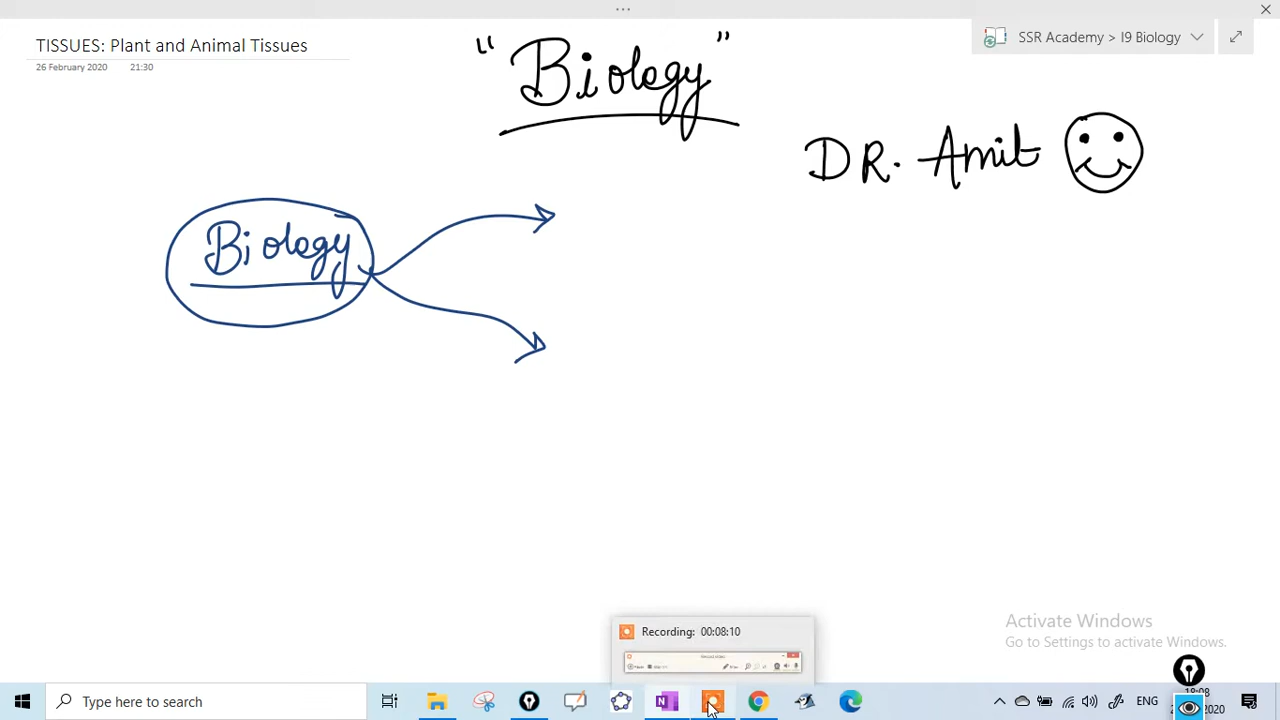 TISSUES: Plant and Animal Tissues
26 February 2020 21:30
"Biology"
SSR Academy > I9 Biology
DR. Amit
Biology
Recording: 00:08:10
Activate Windows
Go to Settings to activate Windows.
Type here to search
ENG